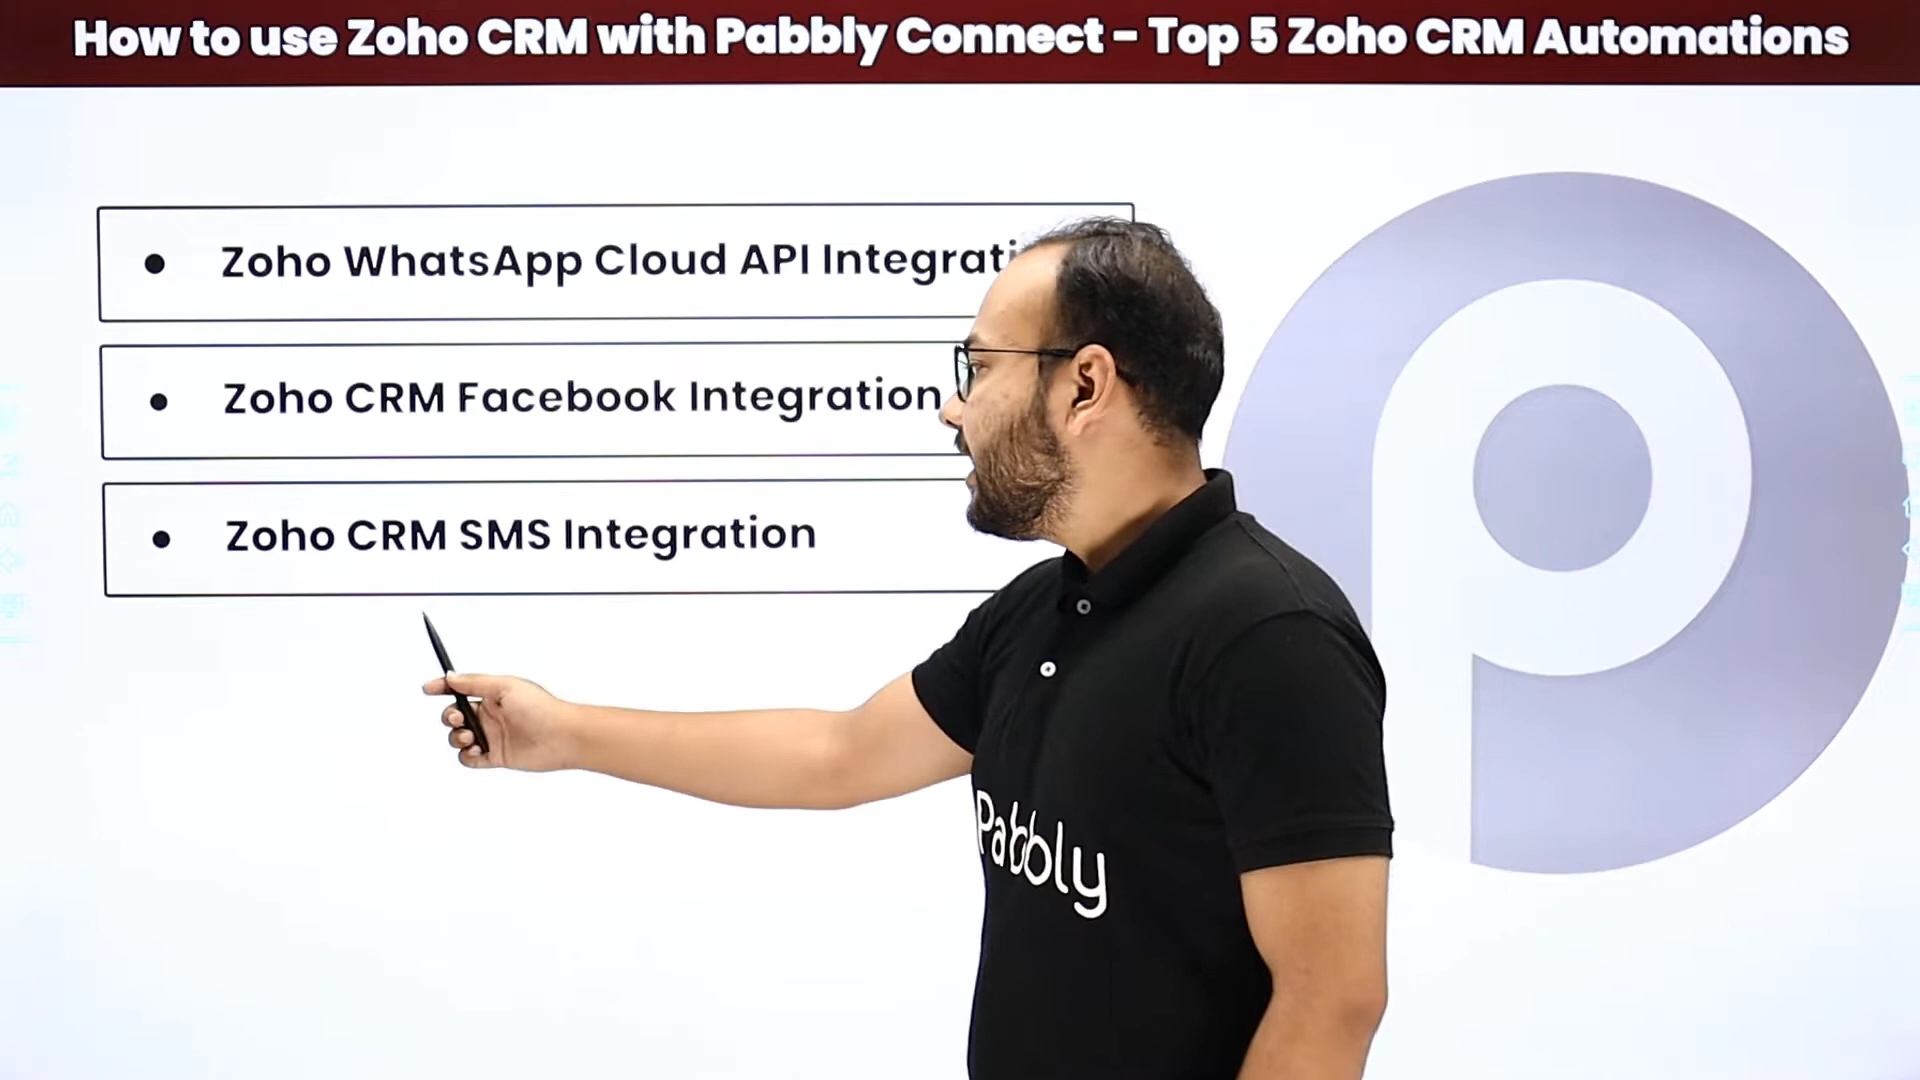 How to use Zoho CRM with Pabbly Connect - Top 5 Zoho CRM Automations
• Zoho WhatsApp Cloud API
• Zoho CRM Facebook Integration
• Zoho CRM SMS Integration
Pabbly